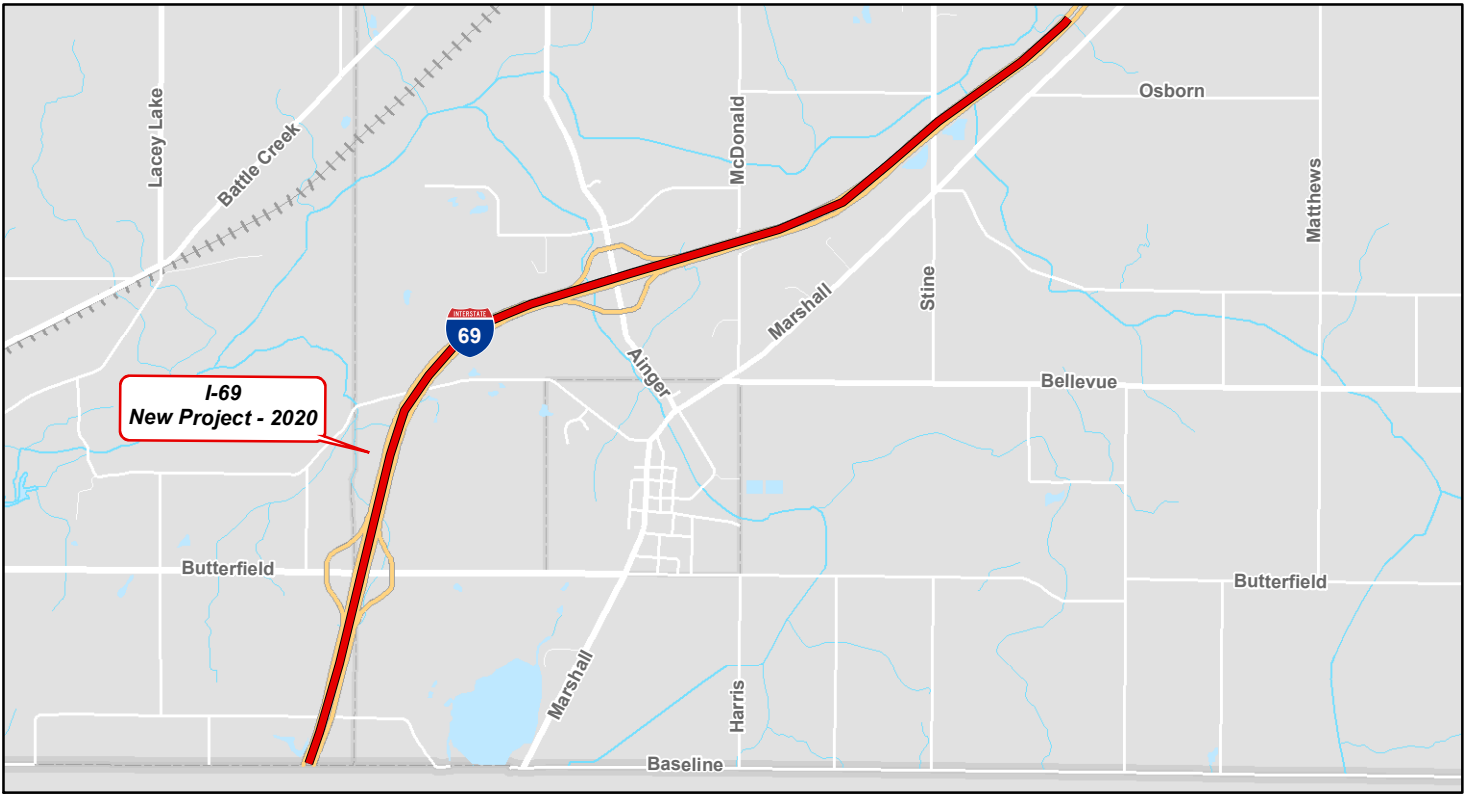 Osborn
Lacey Lake
Battle Creek
McDonald
Matthews
Stine
Marshall
INTERSTATE
69
Ainger
I-69
New Project - 2020
Bellevue
Butterfield
Butterfield
Marshall
Harris
Baseline